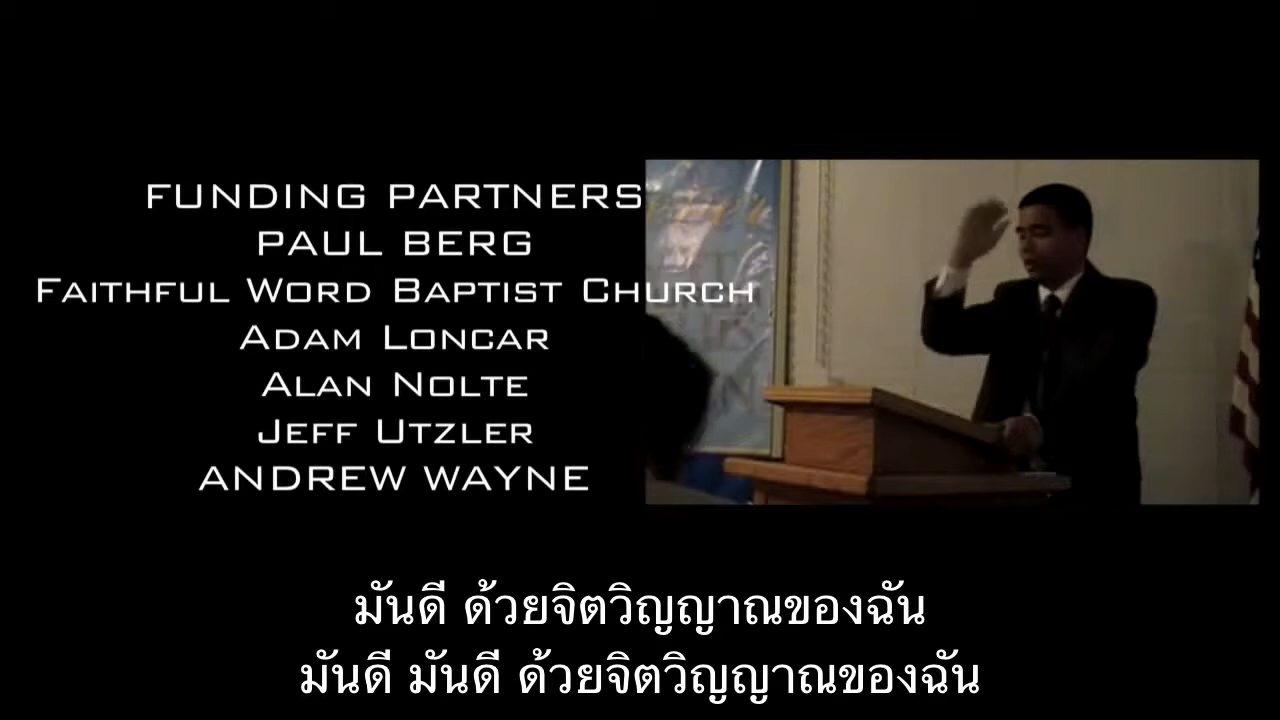 FUNDING PARTNERS
PAUL BERG
FAITHFUL WORD BAPTIST CHURCH
ADAM LONCAR
ALAN NOLTE
JEFF UTZLER
ANDREW WAYNE
มันดี ด้วยจิตวิญญาณของฉัน
มันดี มันดี ด้วยจิตวิญญาณของฉัน